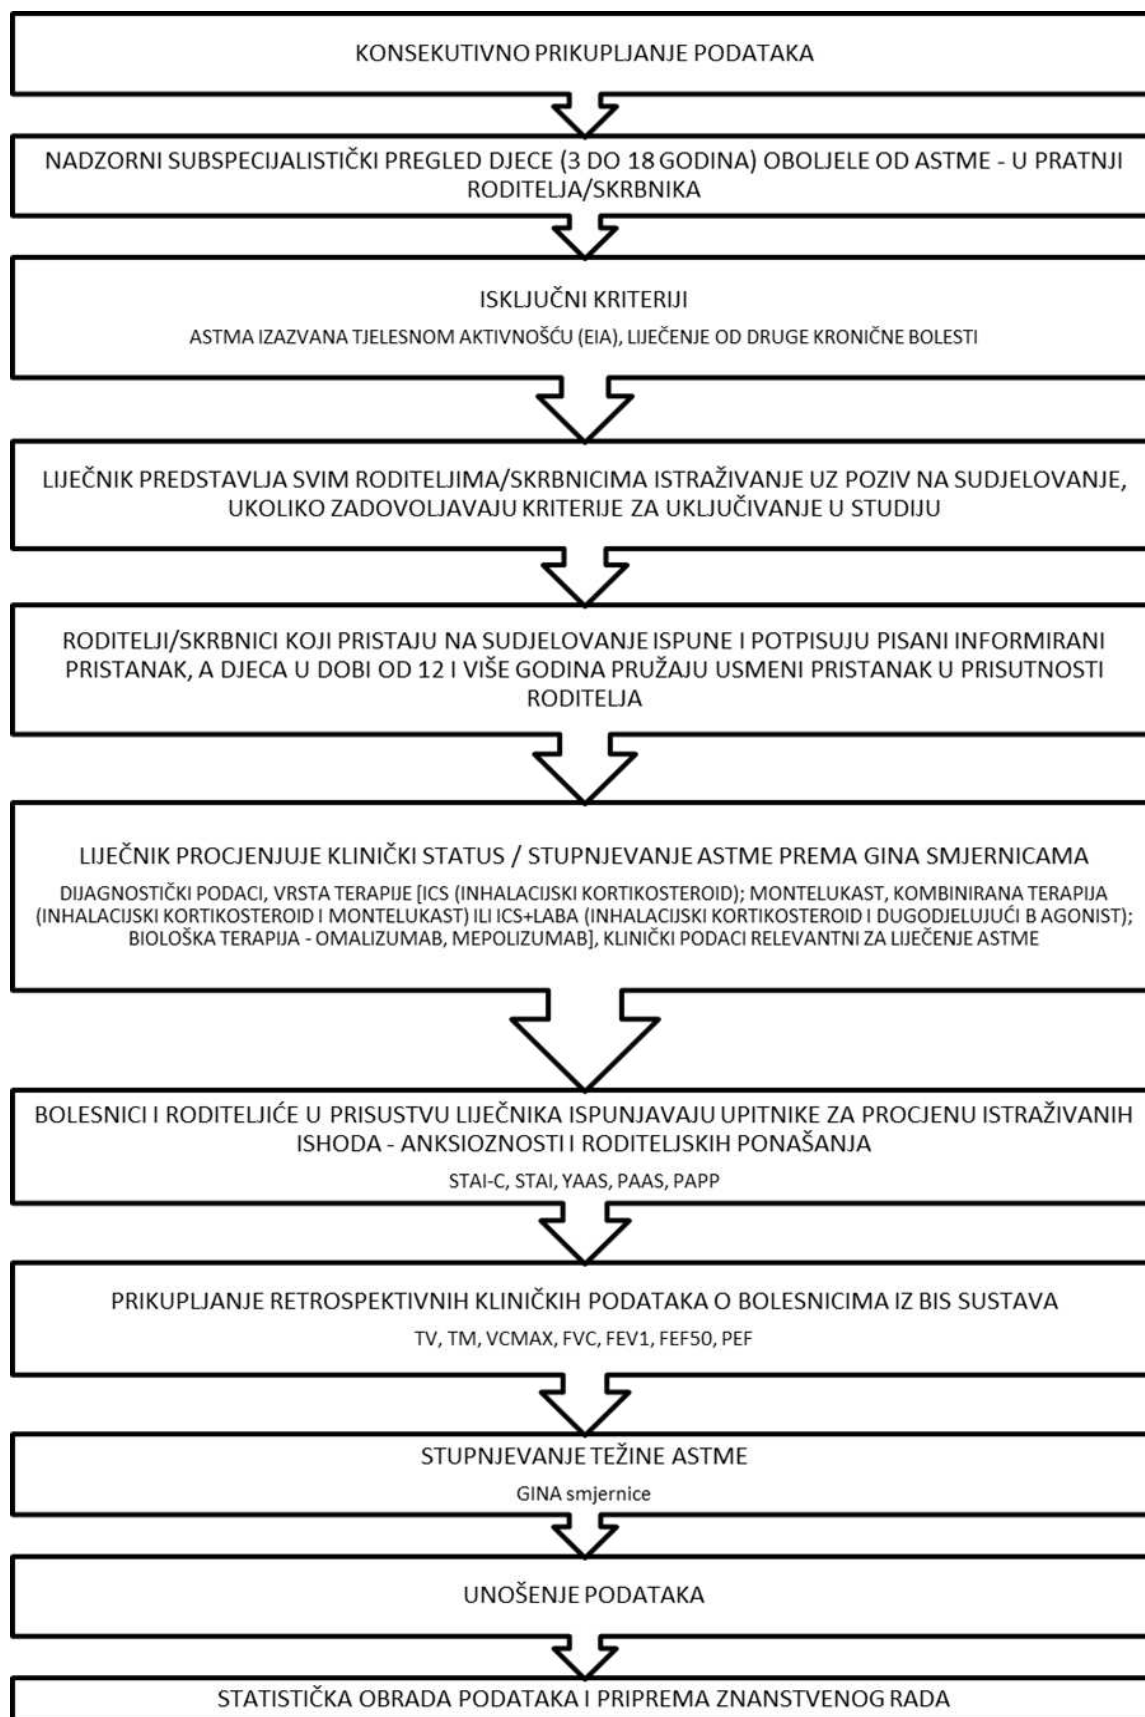 KONSEKUTIVNO PRIKUPLJANJE PODATAKA
NADZORNI SUBSPECIJALISTIČKI PREGLED DJECE (3 DO 18 GODINA) OBOLJELE OD ASTME - U PRATNJI
RODITELJA/SKRBNIKA
ISKLJUČNI KRITERIJI
ASTMA IZAZVANA TJELESNOM AKTIVNOŠĆU (EIA), LIJEČENJE OD DRUGE KRONIČNE BOLESTI
LIJEČNIK PREDSTAVLJA SVIM RODITELJIMA/SKRBNICIMA ISTRAŽIVANJE UZ POZIV NA SUDJELOVANJE,
UKOLIKO ZADOVOLJAVAJU KRITERIJE ZA UKLJUČIVANJE U STUDIJU
RODITELJI/SKRBNICI KOJI PRISTAJU NA SUDJELOVANJE ISPUNE I POTPISUJU PISANI INFORMIRANI
PRISTANAK, A DJECA U DOBI OD 12 I VIŠE GODINA PRUŽAJU USMENI PRISTANAK U PRISUTNOSTI
RODITELJA
LIJEČNIK PROCJENJUJE KLINIČKI STATUS / STUPNJEVANJE ASTME PREMA GINA SMJERNICAMA
DIJAGNOSTIČKI PODACI, VRSTA TERAPIJE [ICS (INHALACIJSKI KORTIKOSTEROID); MONTELUKAST, KOMBINIRANA TERAPIJA
(INHALACIJSKI KORTIKOSTEROID I MONTELUKAST) ILI ICS+LABA (INHALACIJSKI KORTIKOSTEROID I DUGODJELUJUĆI B AGONIST);
BIOLOŠKA TERAPIJA - OMALIZUMAB, MEPOLIZUMAB], KLINIČKI PODACI RELEVANTNI ZA LIJEČENJE ASTME
BOLESNICI I RODITELJIĆE U PRISUSTVU LIJEČNIKA ISPUNJAVAJU UPITNIKE ZA PROCJENU ISTRAŽIVANIH
ISHODA - ANKSIOZNOSTI I RODITELJSKIH PONAŠANJA
STAI-C, STAI, YAAS, PAAS, PAPP
PRIKUPLJANJE RETROSPEKTIVNIH KLINIČKIH PODATAKA O BOLESNICIMA IZ BIS SUSTAVA
TV, TM, VCMAX, FVC, FEV1, FEF50, PEF
STUPNJEVANJE TEŽINE ASTME
GINA smjernice
UNOŠENJE PODATAKA
STATISTIČKA OBRADA PODATAKA I PRIPREMA ZNANSTVENOG RADA